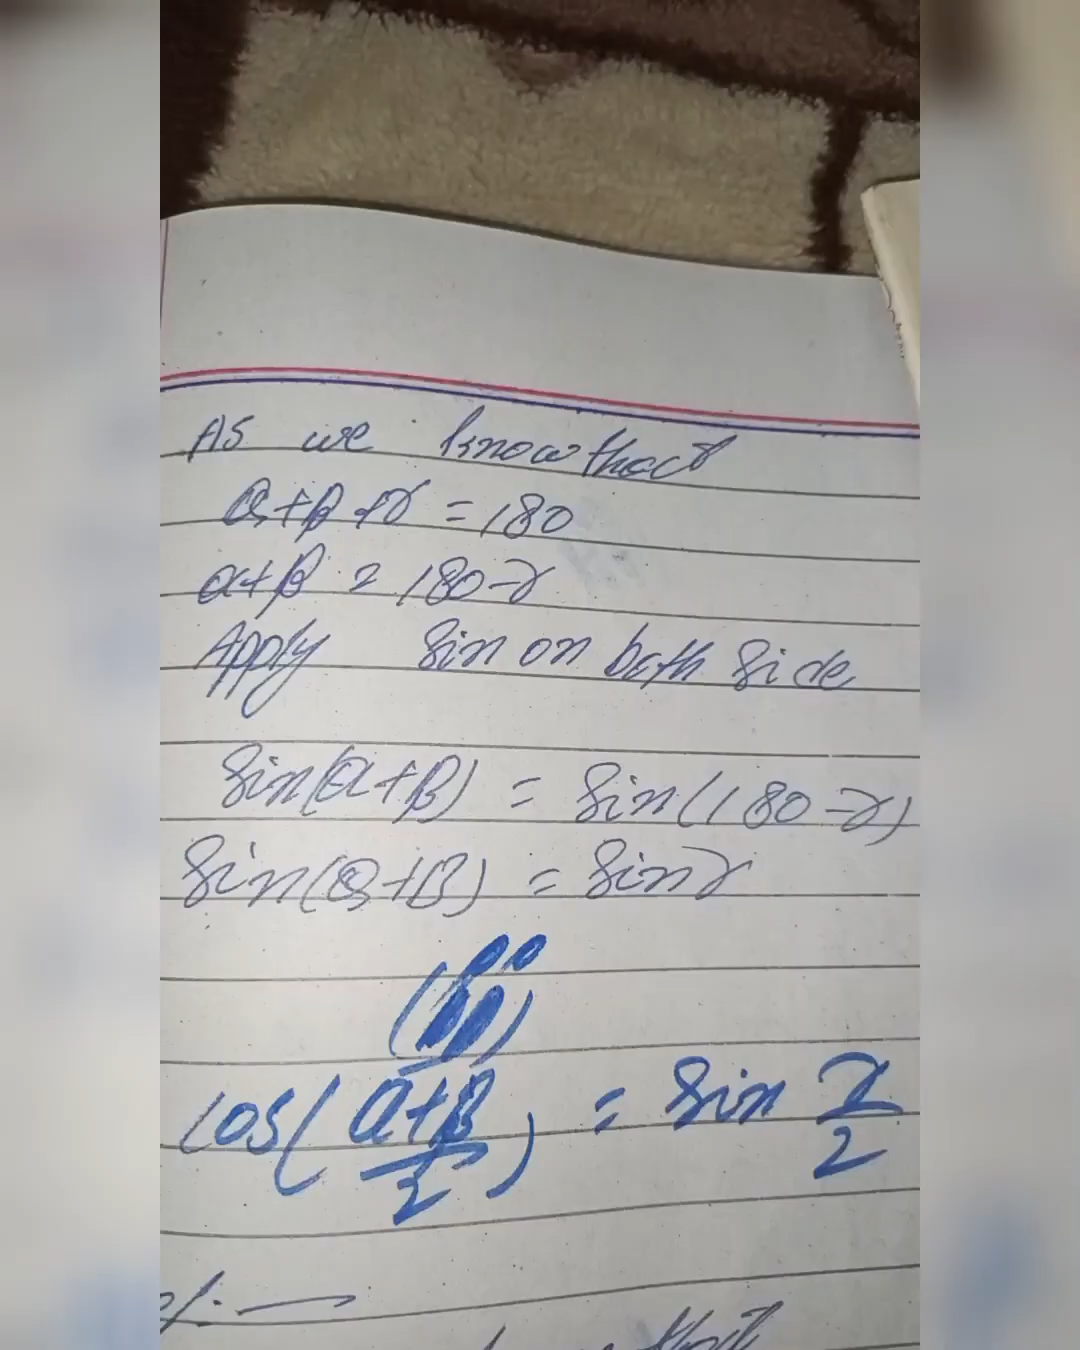 As we know that
α+β+γ = 180
α+β = 180-γ
Apply Sin on both Side
Sin(α+β) = Sin(180-γ)
Sin(α+β) = Sinγ
cos(α+β/2) = Sin γ/2
that